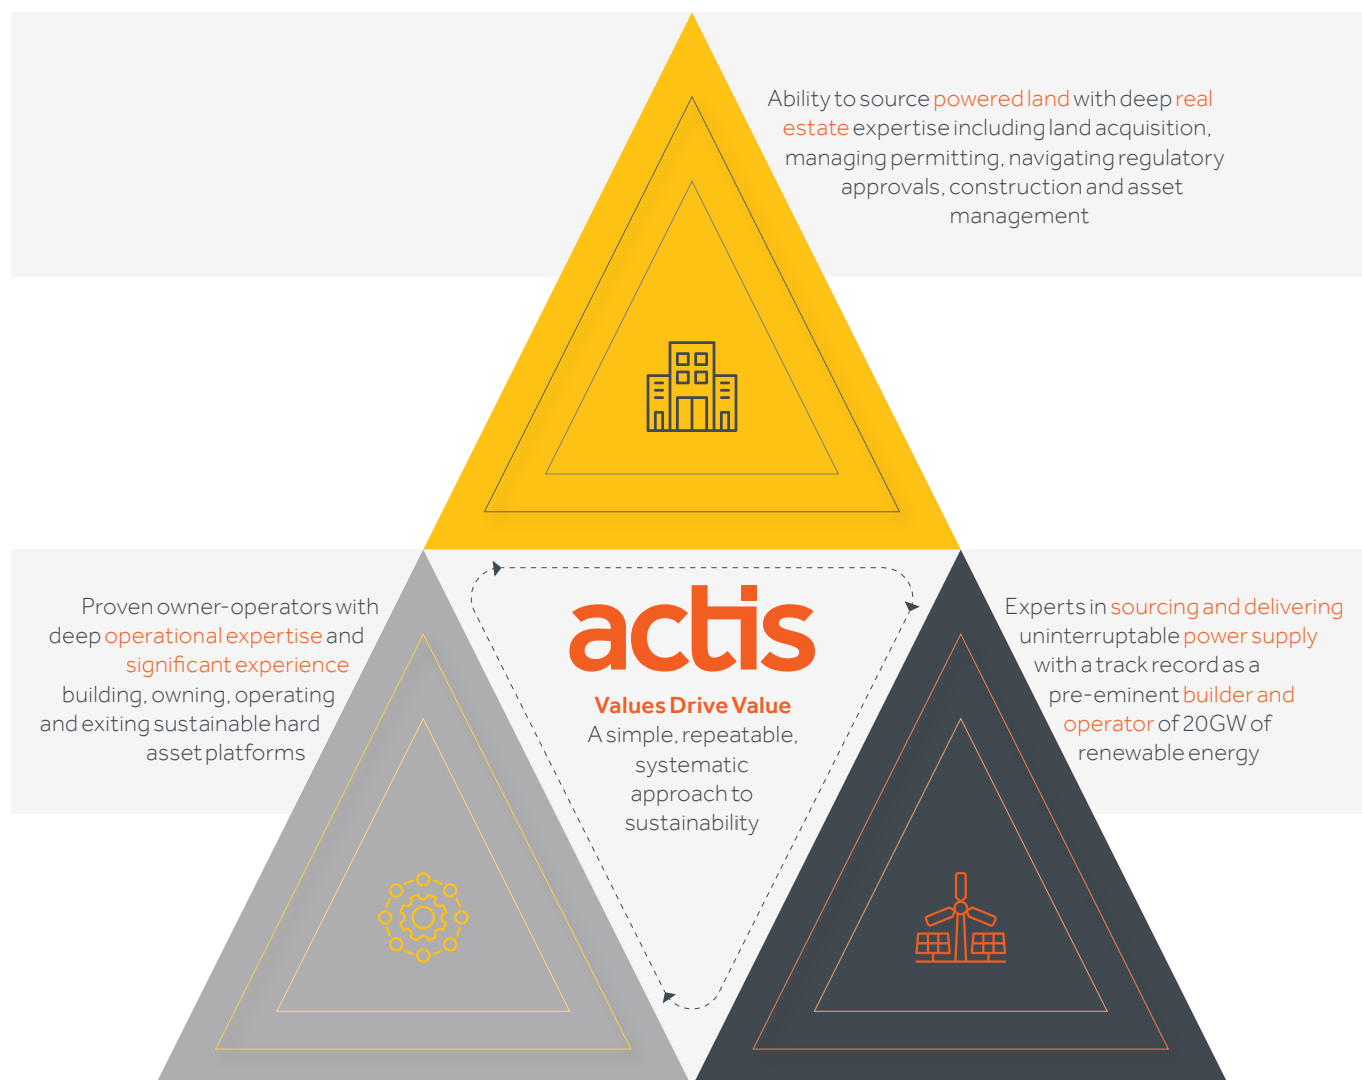 Ability to source powered land with deep real
estate expertise including land acquisition,
managing permitting, navigating regulatory
approvals, construction and asset
management
Proven owner-operators with
deep operational expertise and
significant experience
building, owning, operating
and exiting sustainable hard
asset platforms
actis
Values Drive Value
A simple, repeatable,
systematic
approach to
sustainability
Experts in sourcing and delivering
uninterruptable power supply
with a track record as a
pre-eminent builder and
operator of 20GW of
renewable energy